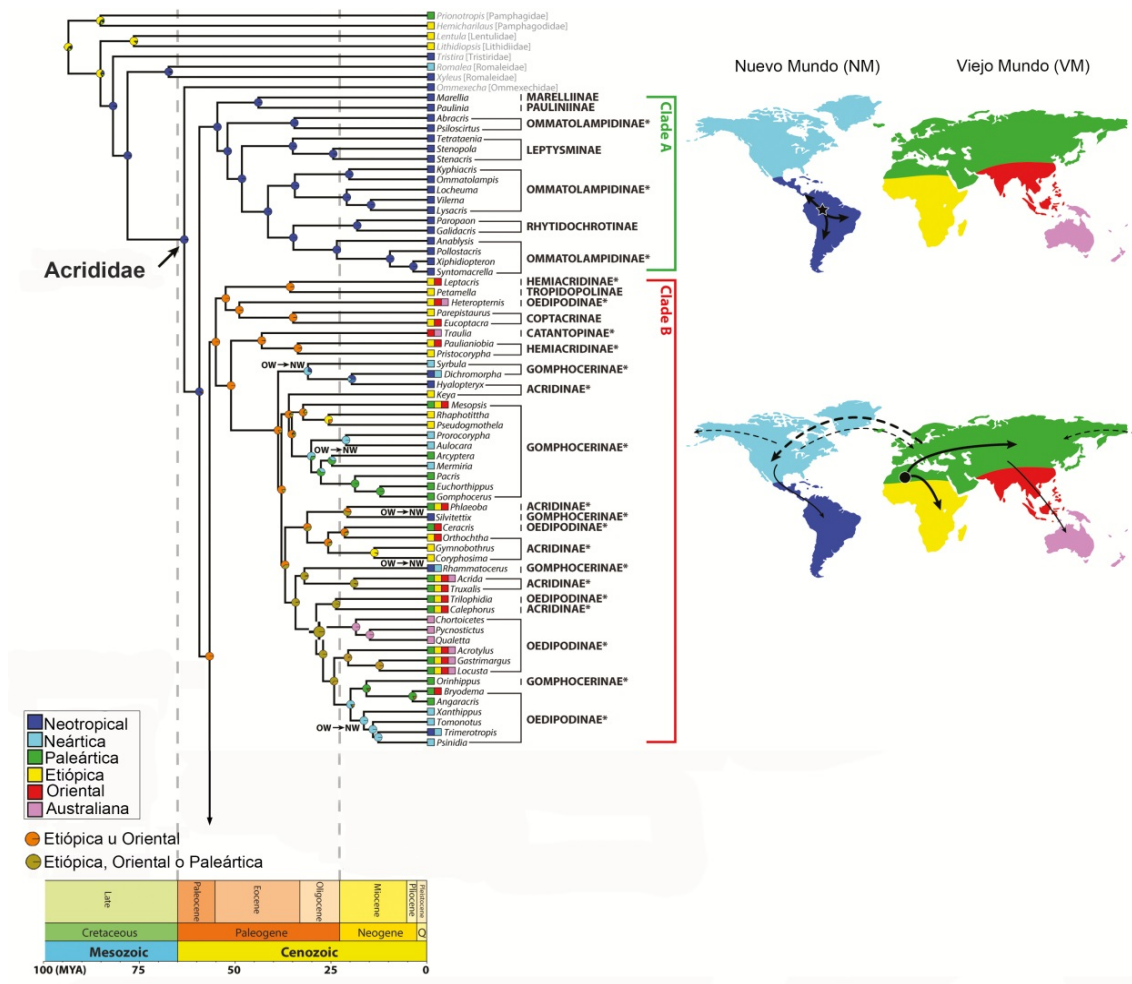 Prionotropis [Pamphagidae]
Hemicharilaus [Pamphagodidae]
Lentula [Lentulidae]
Lithidiopsis [Lithidiidae]
Tristira [Tristiridae]
Romalea [Romaleidae]
Xyleus [Romaleidae]
Ommexecha [Ommexechidae]
Marellia
MARELLIINAE
Paulinia
PAULINIINAE
Abracris
OMMATOLAMPIDINAE*
Psiloscirtus
Tetrataenia
Stenopola
LEPTYSMINAE
Stenacris
Kyphiacris
Ommatolampis
Locheuma
OMMATOLAMPIDINAE*
Vilerna
Lysacris
Paropaon
RHYTIDOCHROTINAE
Galidacris
Anablysis
Pollostacris
OMMATOLAMPIDINAE*
Xiphidiopteron
Syntomacrella
Clade A
Acrididae
Leptacris
HEMIACRIDINAE*
Petamella
TROPIDOPOLINAE
Heteropternis
OEDIPODINAE*
Parepistaurus
COPTACRINAE
Eucoptacra
Traulia
CATANTOPINAE*
Paulianiobia
HEMIACRIDINAE*
Pristocorypha
OW→NW
Syrbula
GOMPHOCERINAE*
Dichromorpha
Hyalopteryx
ACRIDINAE*
Keya
Mesopsis
Rhaphotittha
Pseudogmothela
Prorocorypha
GOMPHOCERINAE*
Aulocara
OW→NW
Arcyptera
Mermiria
Pacris
Euchorthippus
Gomphocerus
Phlaeoba
ACRIDINAE*
OW→NW
Silvitettix
GOMPHOCERINAE*
Ceracris
OEDIPODINAE*
Orthochtha
ACRIDINAE*
Gymnobothrus
Coryphosima
OW→NW
Rhammatocerus
GOMPHOCERINAE*
Acrida
ACRIDINAE*
Truxalis
Trilophidia
OEDIPODINAE*
Calephorus
ACRIDINAE*
Chortoicetes
Pycnostictus
Qualetta
OEDIPODINAE*
Acrotylus
Gastrimargus
Locusta
Orinhippus
GOMPHOCERINAE*
Bryodema
Angaracris
Xanthippus
OEDIPODINAE*
Tomonotus
OW→NW
Trimerotropis
Psinidia
Clade B
Nuevo Mundo (NM)
Viejo Mundo (VM)
Neotropical
Neártica
Paleártica
Etiópica
Oriental
Australiana
Etiópica u Oriental
Etiópica, Oriental o Paleártica
Late
Paleocene
Eocene
Oligocene
Miocene
Pliocene
Pleistocene
Cretaceous
Paleogene
Neogene
Q
Mesozoic
Cenozoic
100 (MYA)
75
50
25
0